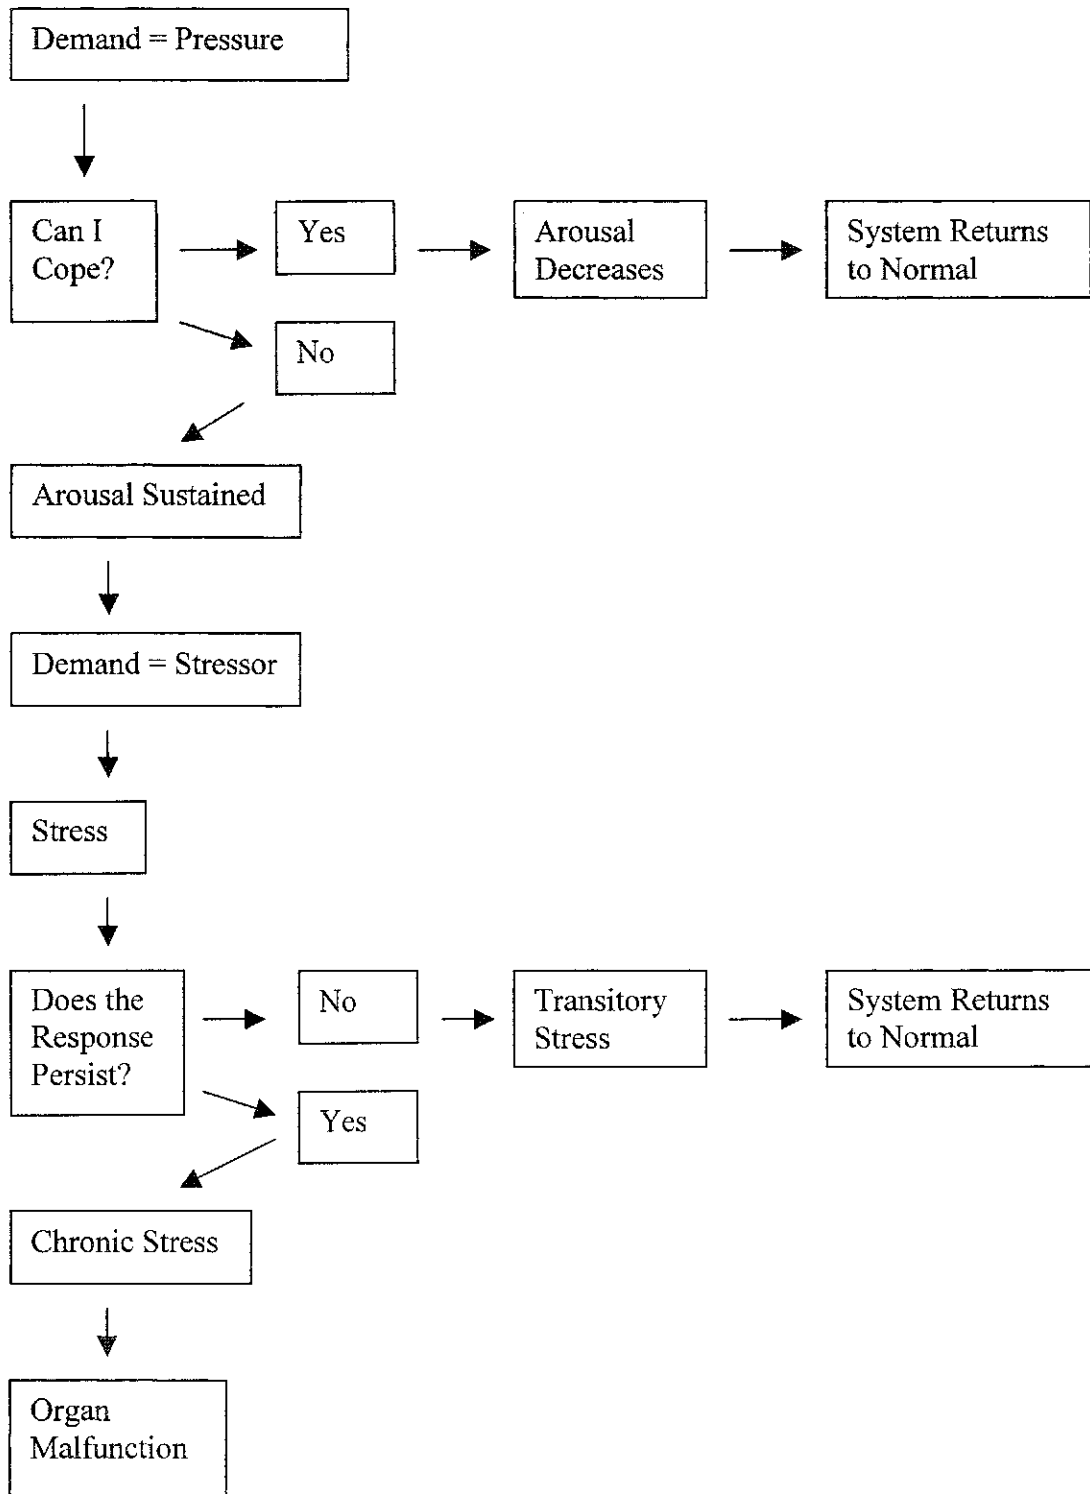 Demand = Pressure
Can I
Cope?
Yes
Arousal
Decreases
System Returns
to Normal
No
Arousal Sustained
Demand = Stressor
Stress
Does the
Response
Persist?
No
Transitory
Stress
System Returns
to Normal
Yes
Chronic Stress
Organ
Malfunction